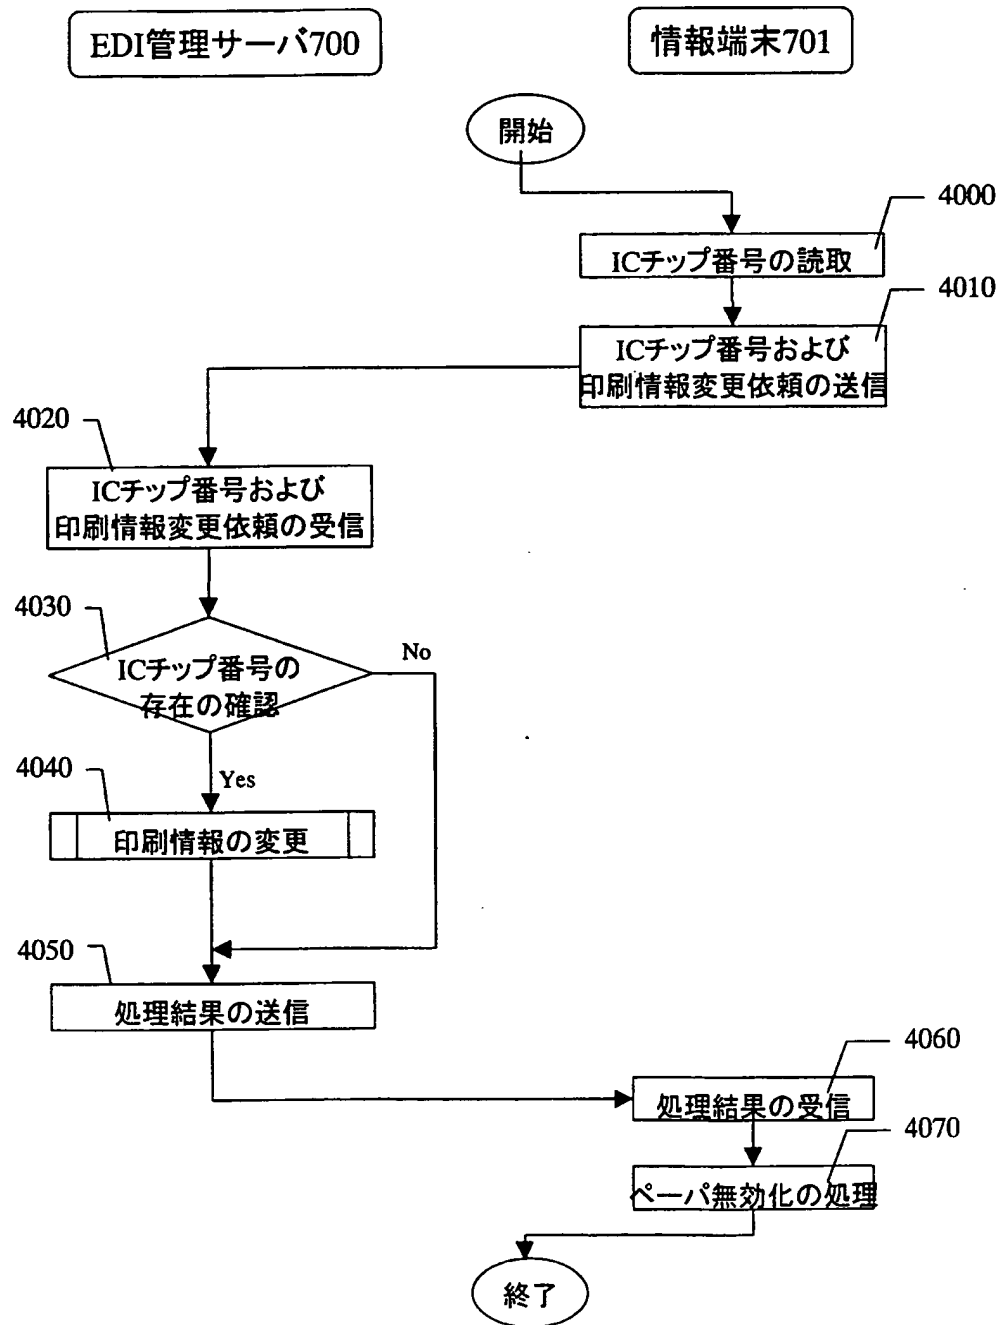 EDI管理サーバ700
情報端末701
開始
4000
ICチップ番号の読取
4010
ICチップ番号および
印刷情報変更依頼の送信
4020
ICチップ番号および
印刷情報変更依頼の受信
4030
ICチップ番号の
存在の確認
No
Yes
4040
印刷情報の変更
4050
処理結果の送信
4060
処理結果の受信
4070
ペーパ無効化の処理
終了